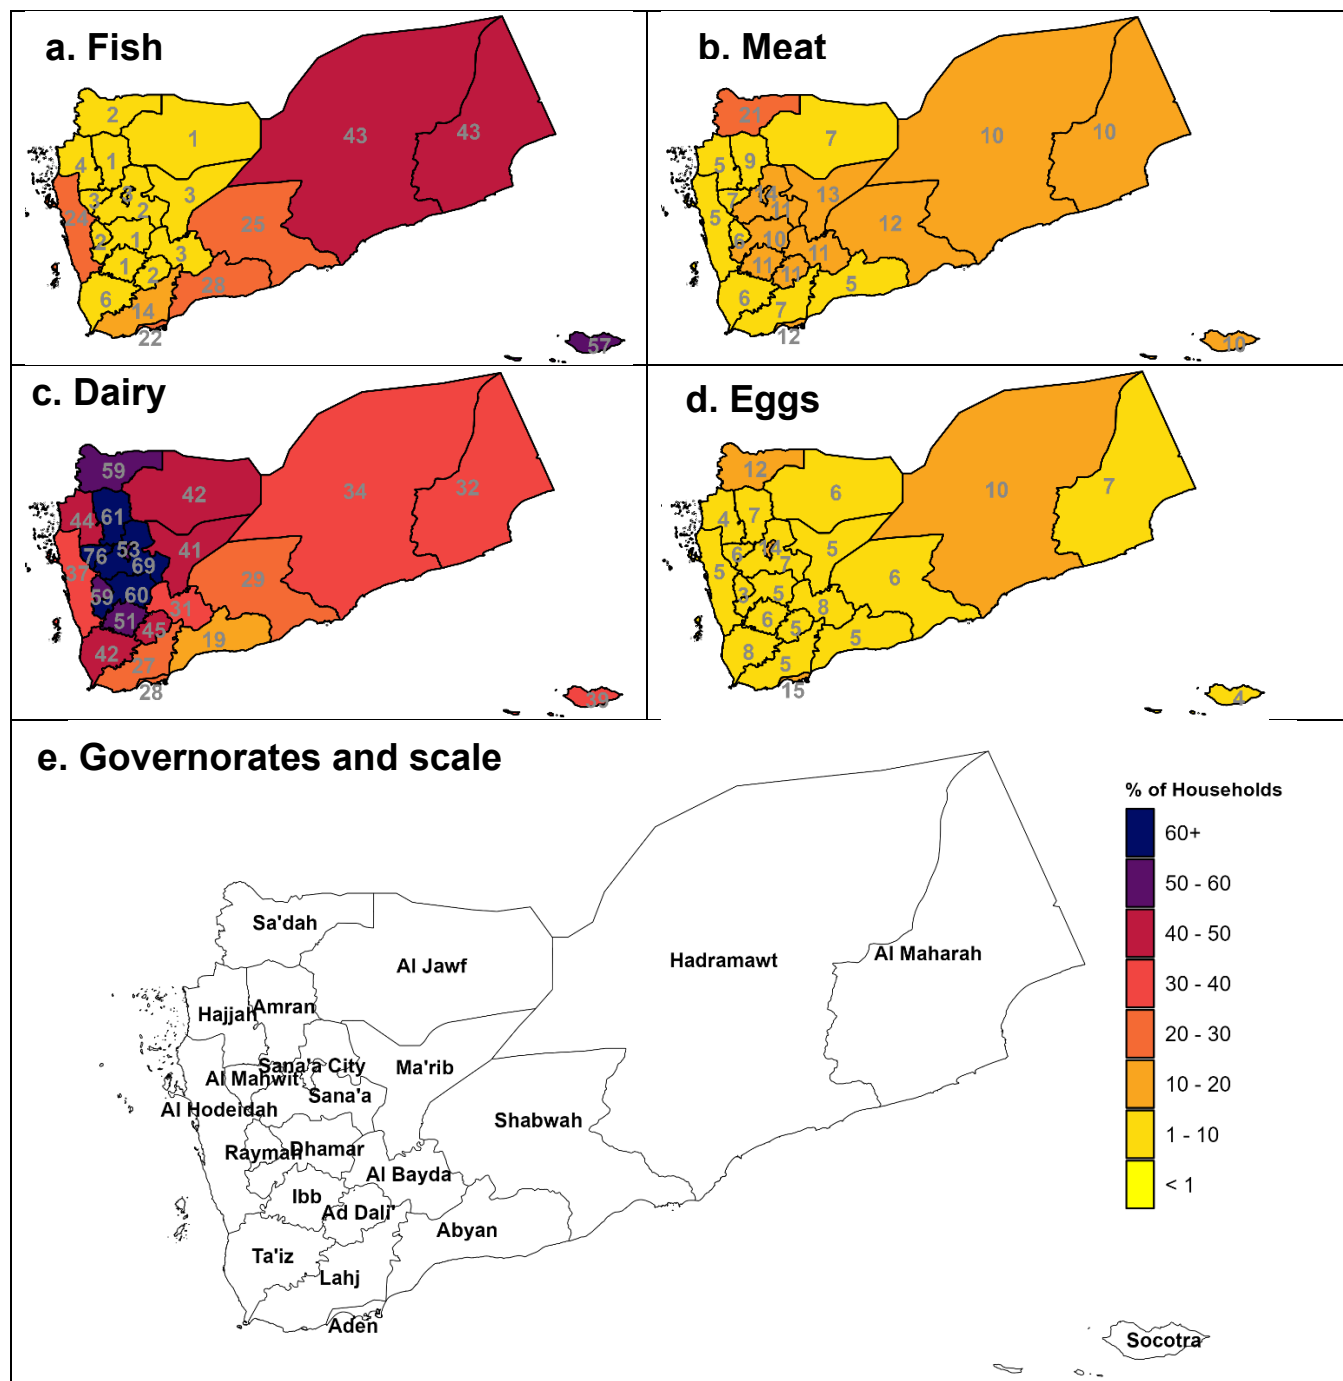 a. Fish
2
1
43
43
4
1
3
3
3
2
24
25
2
1
3
1
2
28
6
14
22
57
b. Meat
21
7
10
10
5
9
7
14
13
11
5
12
6
10
11
11
11
5
6
7
12
10
c. Dairy
59
42
34
32
44
61
53
41
76
69
37
29
59
60
31
51
45
19
42
27
28
39
d. Eggs
12
6
10
7
4
7
14
5
6
7
5
6
3
5
8
6
5
5
8
5
15
4
e. Governorates and scale
% of Households
60+
50 - 60
40 - 50
30 - 40
20 - 30
10 - 20
1 - 10
< 1
Sa'dah
Al Jawf
Hadramawt
Al Maharah
Hajjah
Amran
Sana'a City
Ma'rib
Al Mahwit
Sana'a
Al Hodeidah
Shabwah
Raymah
Dhamar
Al Bayda
Ibb
Ad Dali'
Abyan
Ta'iz
Lahj
Aden
Socotra